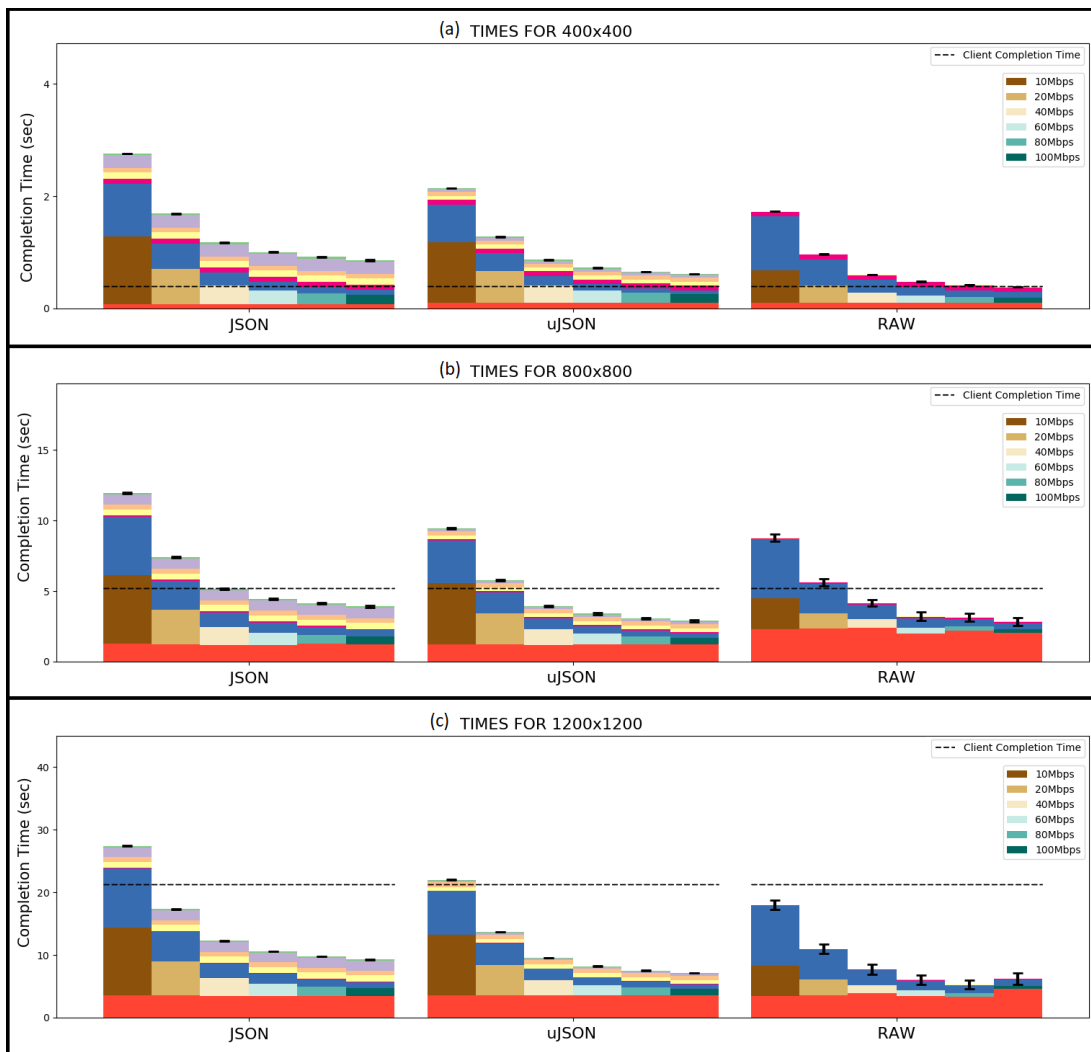 (a) TIMES FOR 400x400
Completion Time (sec)
4
2
0
Client Completion Time
10Mbps
20Mbps
40Mbps
60Mbps
80Mbps
100Mbps
JSON uJSON RAW
(b) TIMES FOR 800x800
Completion Time (sec)
15
10
5
0
Client Completion Time
10Mbps
20Mbps
40Mbps
60Mbps
80Mbps
100Mbps
JSON uJSON RAW
(c) TIMES FOR 1200x1200
Completion Time (sec)
40
30
20
10
0
Client Completion Time
10Mbps
20Mbps
40Mbps
60Mbps
80Mbps
100Mbps
JSON uJSON RAW